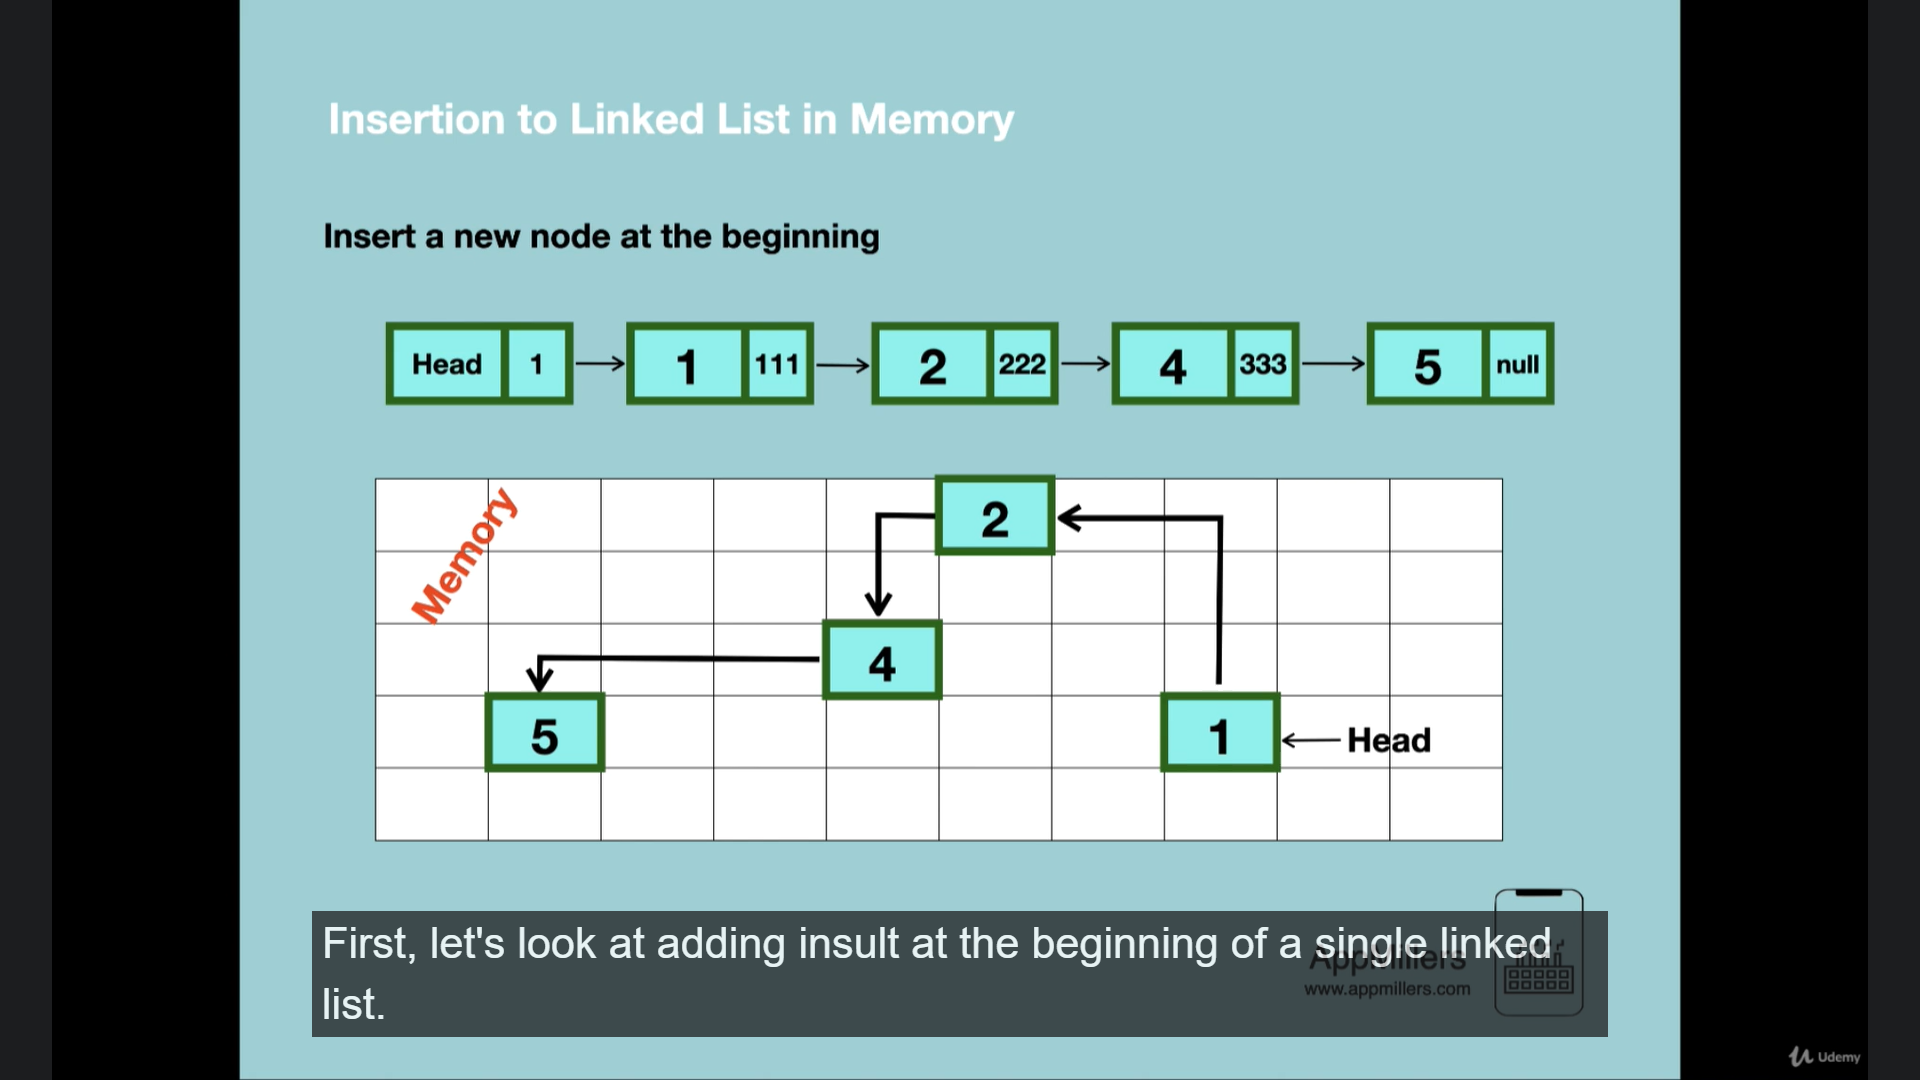 Insertion to Linked List in Memory
Insert a new node at the beginning
Head 1 1 111 2 222 4 333 5 null
Memory
2
4
5 1 Head
First, let's look at adding insult at the beginning of a single linked
list.
AppMillers
www.appmillers.com
Udemy